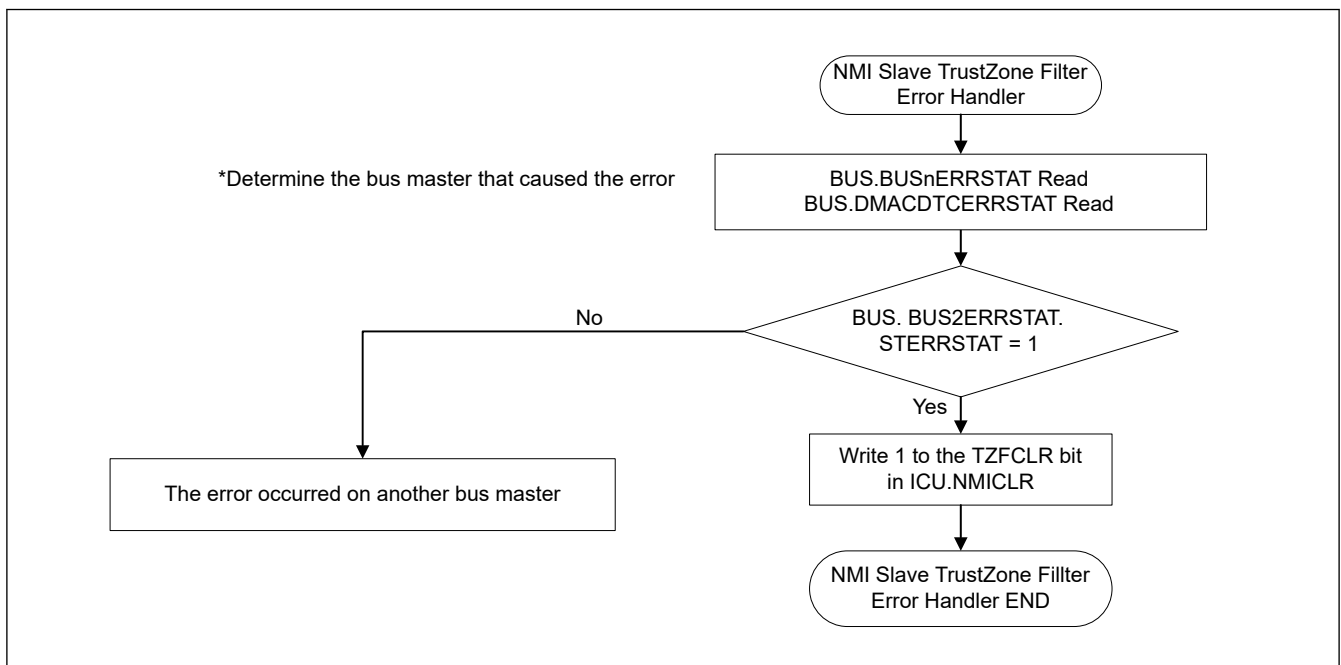 NMI Slave TrustZone Filter
Error Handler
*Determine the bus master that caused the error
BUS.BUSnERRSTAT Read
BUS.DMACDTCERRSTAT Read
BUS. BUS2ERRSTAT.
STERRSTAT = 1
No
Yes
Write 1 to the TZFCLR bit
in ICU.NMICLR
The error occurred on another bus master
NMI Slave TrustZone Fillter
Error Handler END